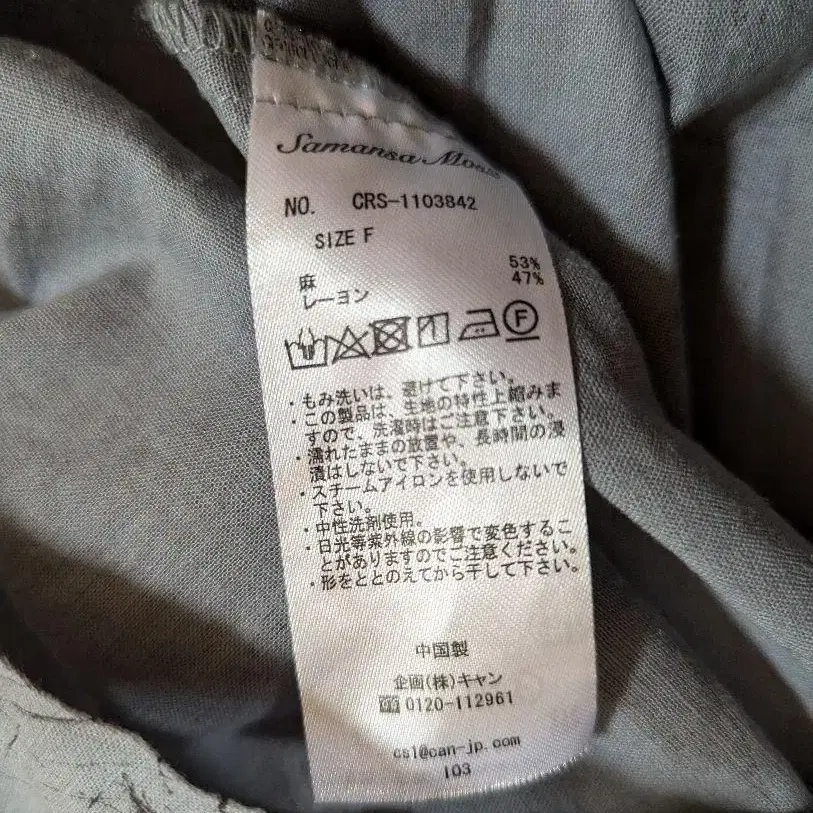 Samansa Mos
NO. CRS-1103842
SIZE F
麻 53%
レーヨン 47%
F
・もみ洗いは、避けて下さい。
・この製品は、生地の特性上縮みま
すので、洗濯時はご注意下さい。
・濡れたままの放置や、長時間の浸
漬はしないで下さい。
・スチームアイロンを使用しないで
下さい。
・中性洗剤使用。
・日光等紫外線の影響で変色するこ
とがありますのでご注意ください。
・形をととのえてから干して下さい。
中国製
企画(株)キャン
0120-112961
cs1@can-jp.com
103